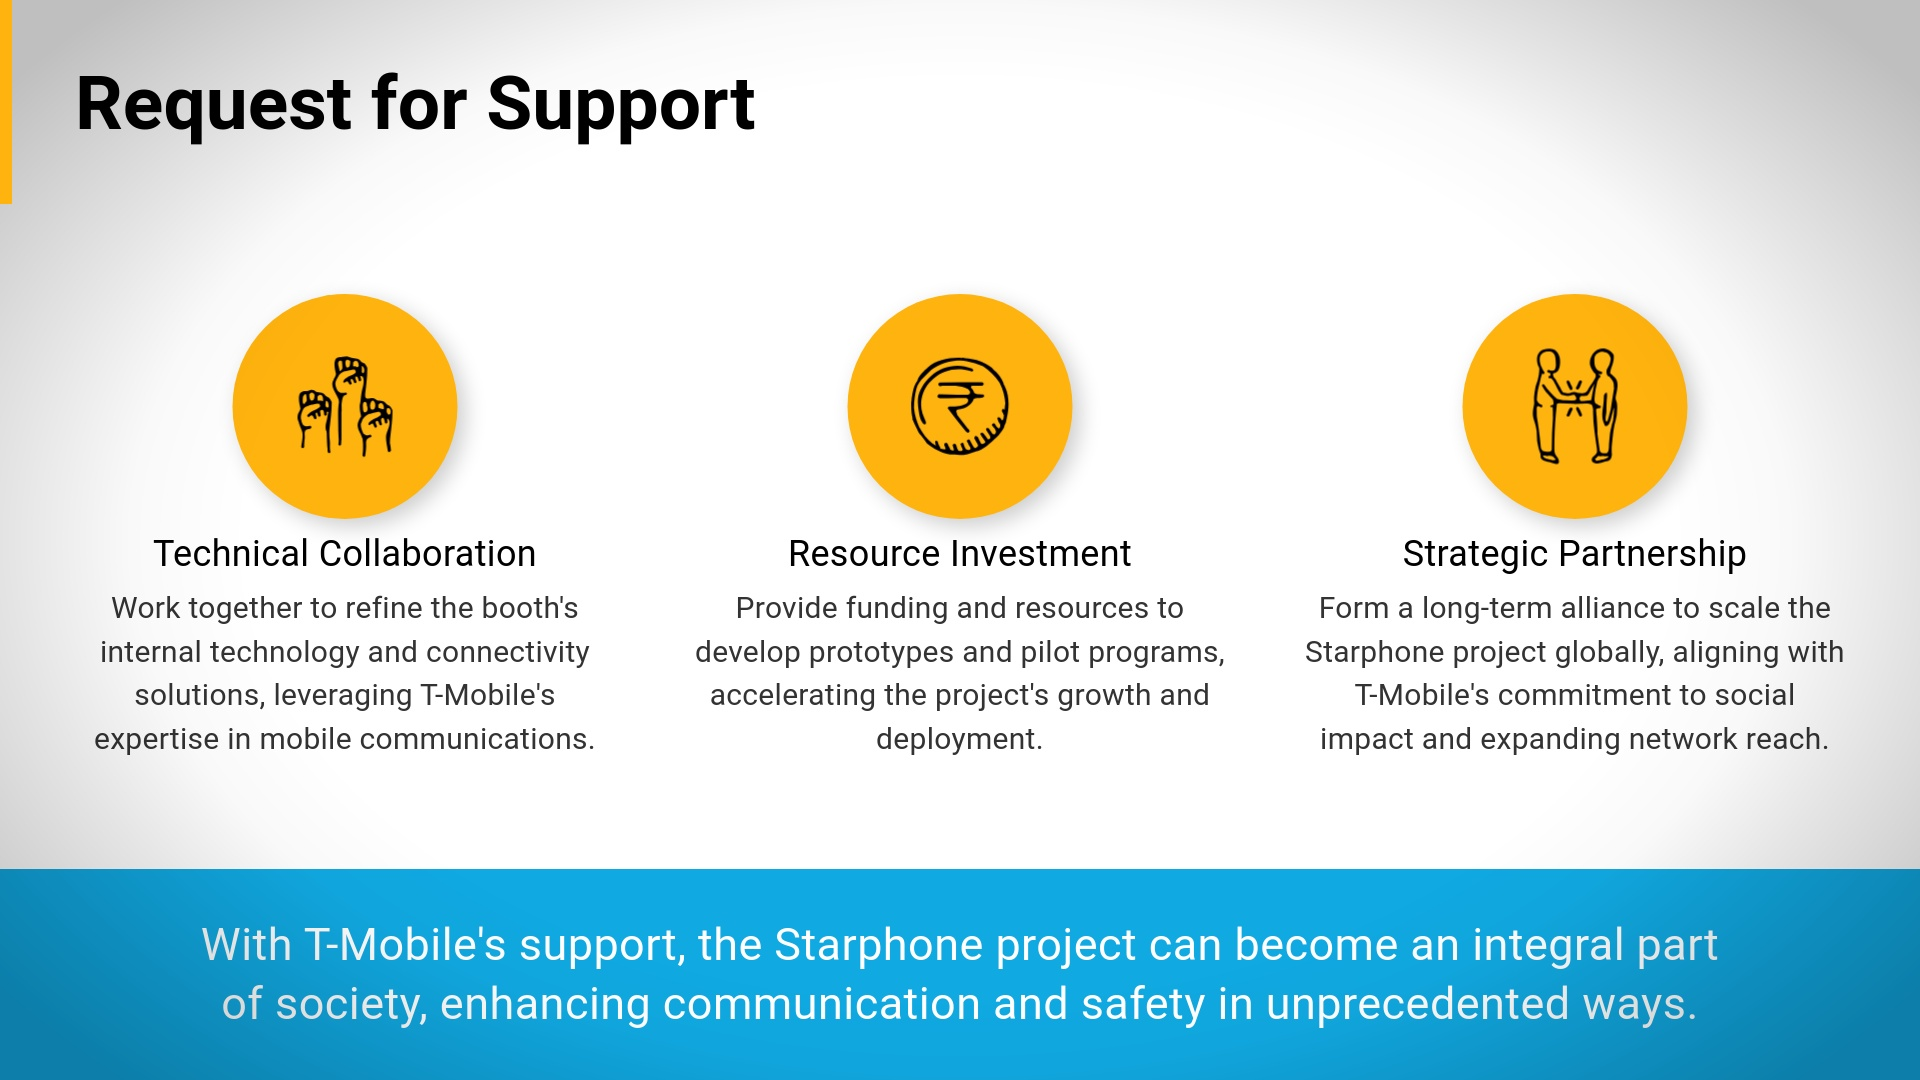 Request for Support
Technical Collaboration
Work together to refine the booth's
internal technology and connectivity
solutions, leveraging T-Mobile's
expertise in mobile communications.
Resource Investment
Provide funding and resources to
develop prototypes and pilot programs,
accelerating the project's growth and
deployment.
Strategic Partnership
Form a long-term alliance to scale the
Starphone project globally, aligning with
T-Mobile's commitment to social
impact and expanding network reach.
With T-Mobile's support, the Starphone project can become an integral part
of society, enhancing communication and safety in unprecedented ways.